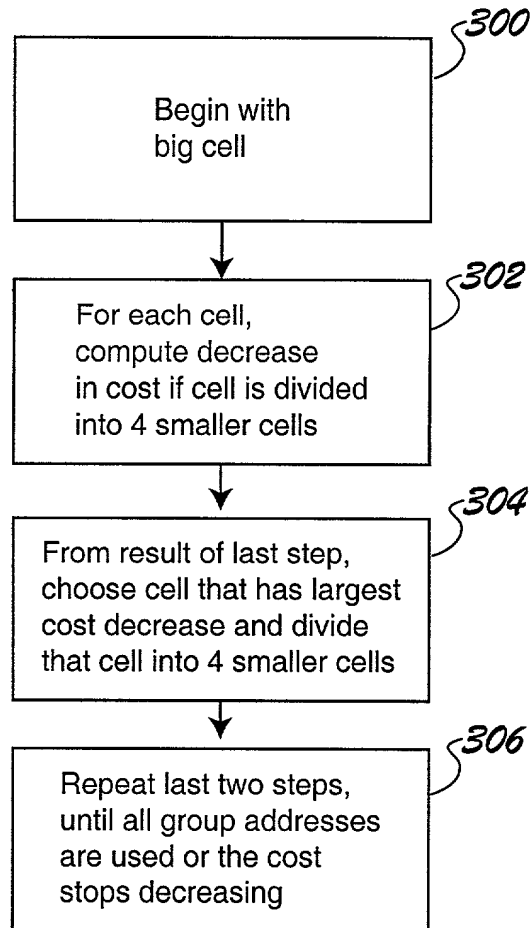 300
Begin with
big cell
302
For each cell,
compute decrease
in cost if cell is divided
into 4 smaller cells
304
From result of last step,
choose cell that has largest
cost decrease and divide
that cell into 4 smaller cells
306
Repeat last two steps,
until all group addresses
are used or the cost
stops decreasing